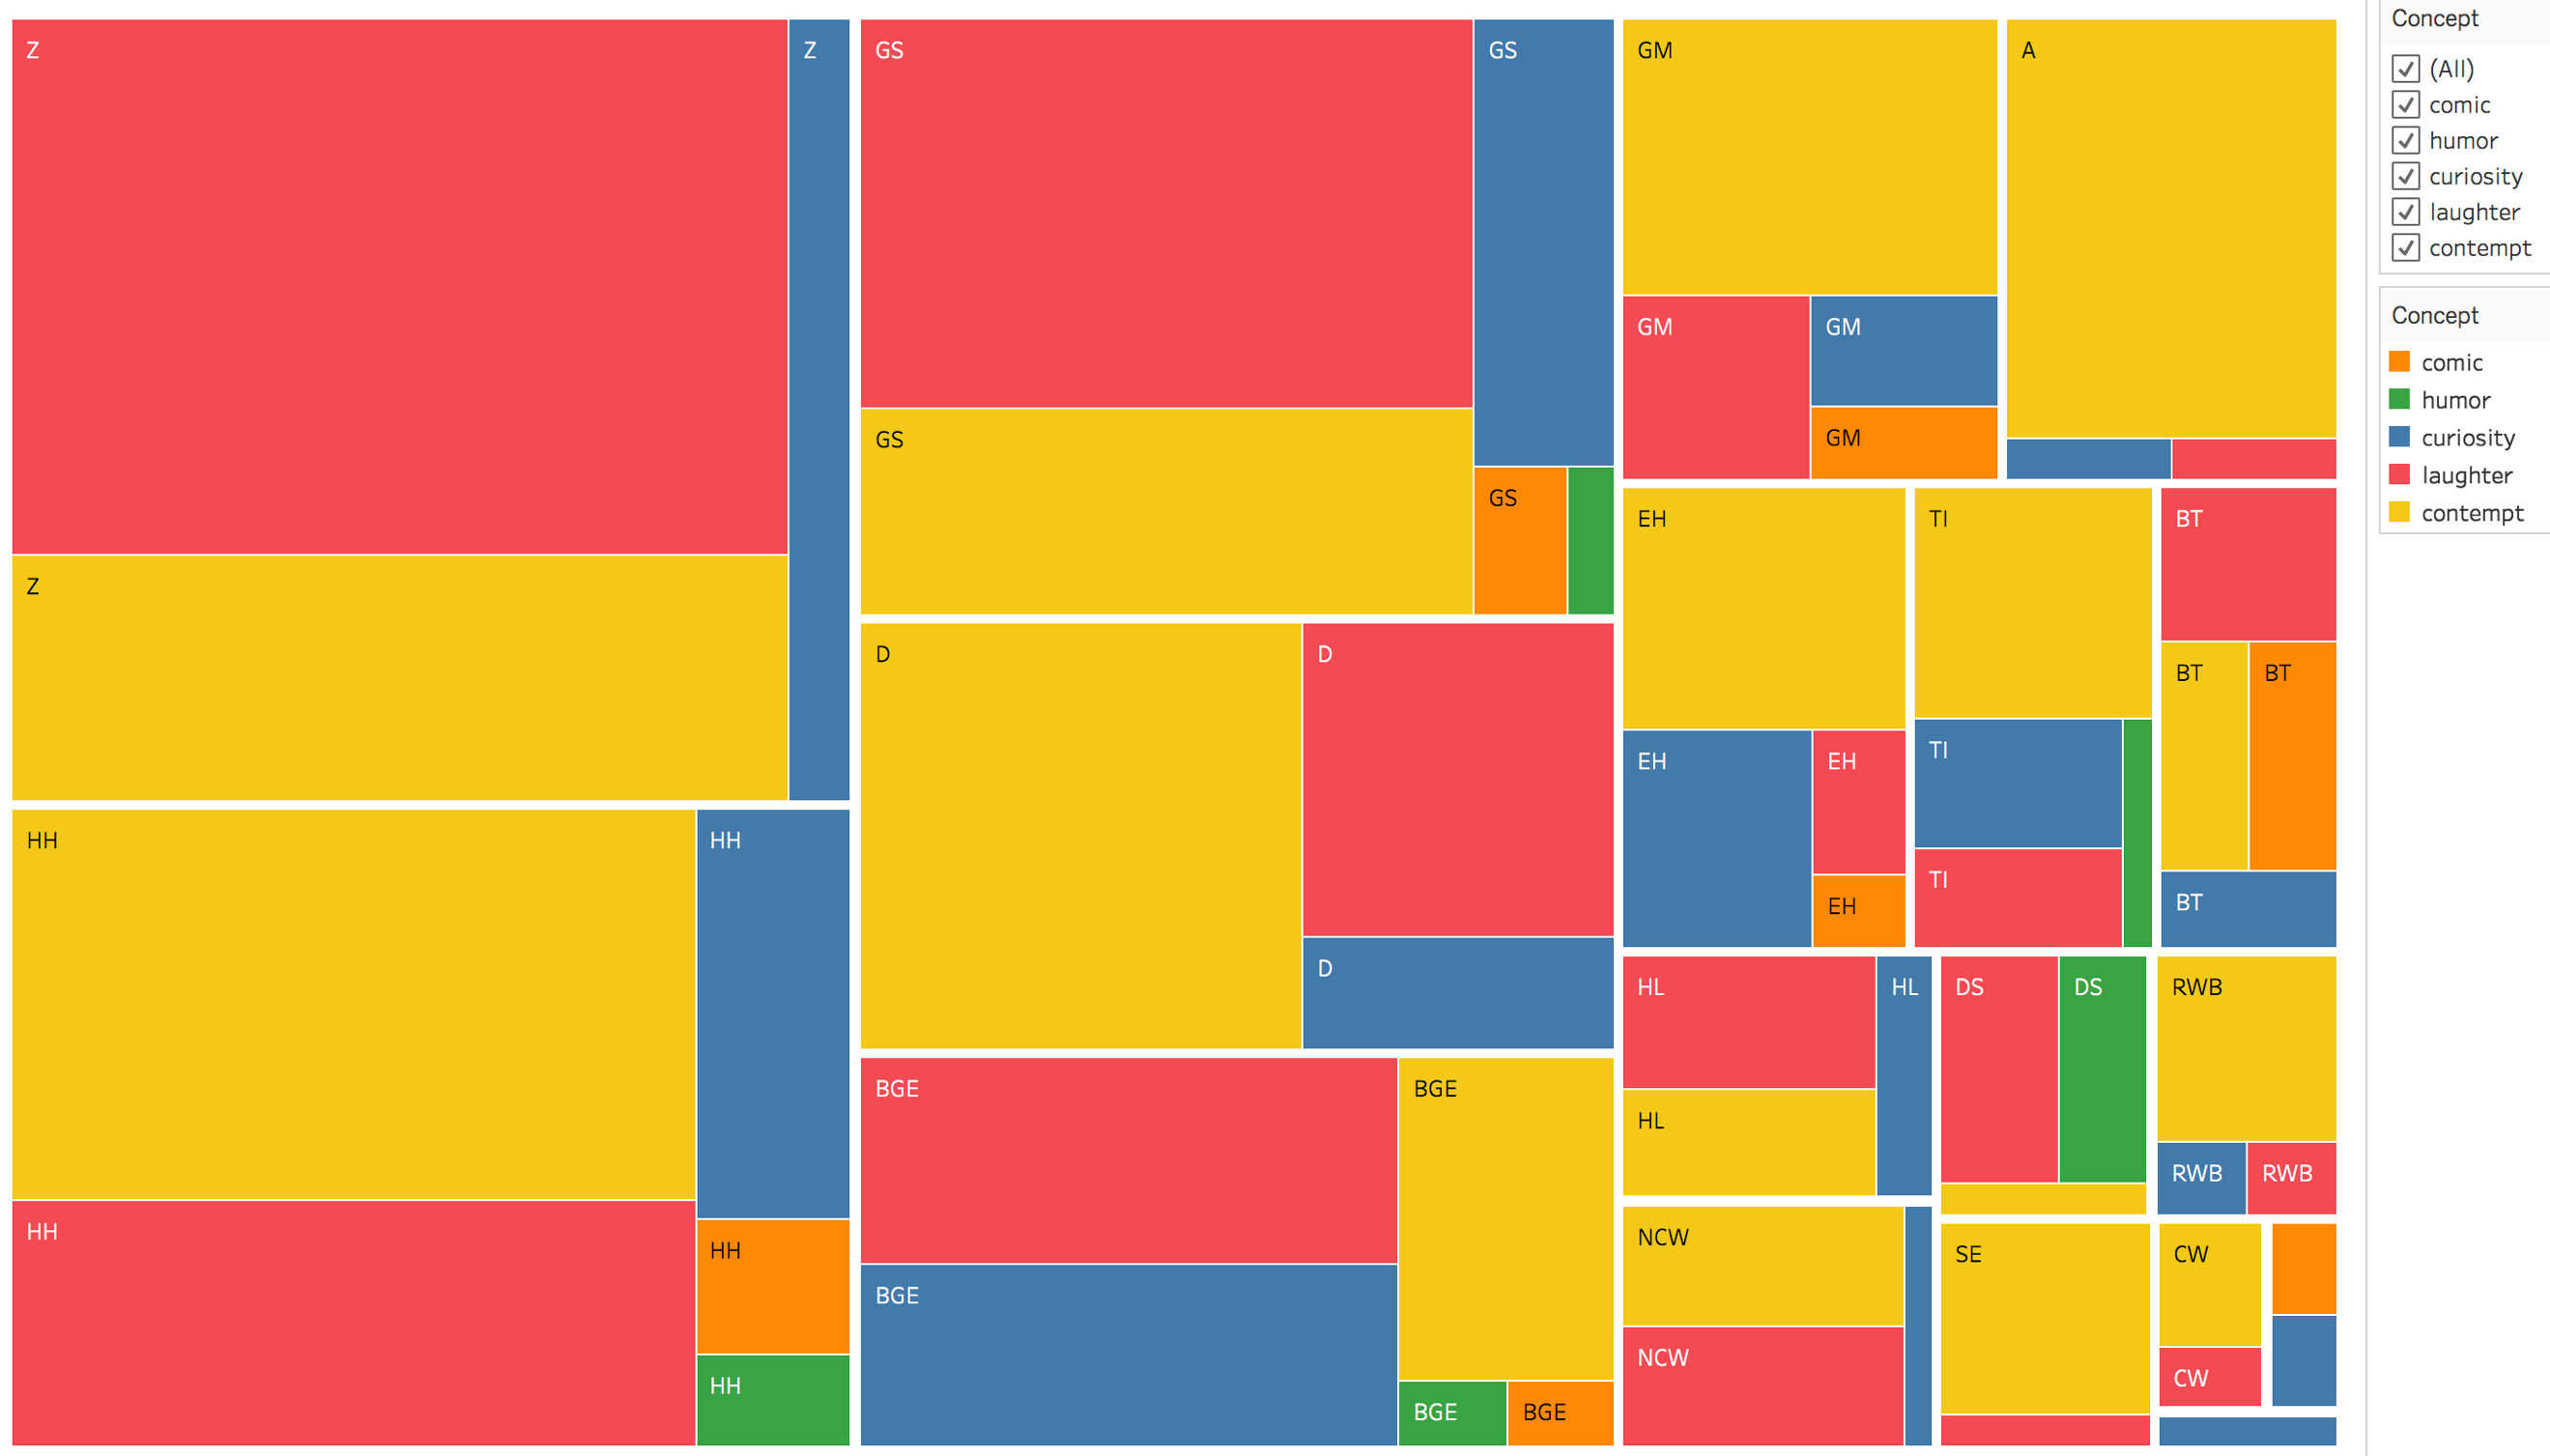 Z
Z
Z
HH
HH
HH
HH
HH
GS
GS
GS
GS
D
D
D
BGE
BGE
BGE
BGE
BGE
GM
GM
GM
GM
A
EH
EH
EH
EH
TI
TI
TI
BT
BT
BT
BT
HL
HL
HL
DS
DS
RWB
RWB
RWB
NCW
NCW
SE
CW
CW
Concept
(All)
comic
humor
curiosity
laughter
contempt
Concept
comic
humor
curiosity
laughter
contempt